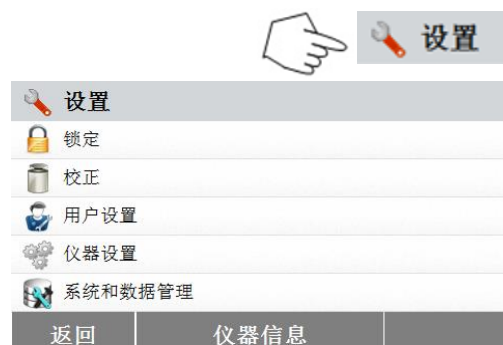 设置
设置
锁定
校正
用户设置
仪器设置
系统和数据管理
返回 仪器信息